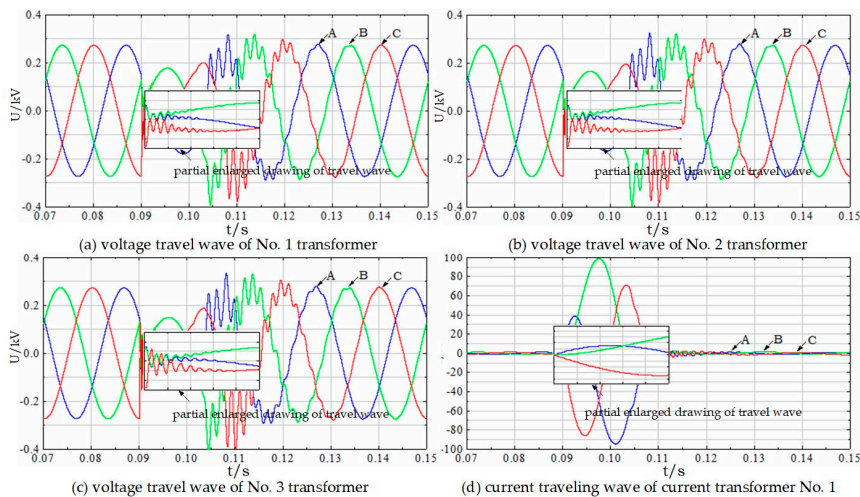 0.4
0.2
0.0
-0.2
-0.4
U/kV
A
B
C
partial enlarged drawing of travel wave
0.07 0.08 0.09 0.10 0.11 0.12 0.13 0.14 0.15
t/s
(a) voltage travel wave of No. 1 transformer
0.4
0.2
0.0
-0.2
-0.4
U/kV
A
B
C
partial enlarged drawing of travel wave
0.07 0.08 0.09 0.10 0.11 0.12 0.13 0.14 0.15
t/s
(b) voltage travel wave of No. 2 transformer
0.4
0.2
0.0
-0.2
-0.4
U/kV
A
B
C
partial enlarged drawing of travel wave
0.07 0.08 0.09 0.10 0.11 0.12 0.13 0.14 0.15
t/s
(c) voltage travel wave of No. 3 transformer
100
80
60
40
20
0
-20
-40
-60
-80
-100
A
B
C
partial enlarged drawing of travel wave
0.07 0.08 0.09 0.10 0.11 0.12 0.13 0.14 0.15
t/s
(d) current traveling wave of current transformer No. 1